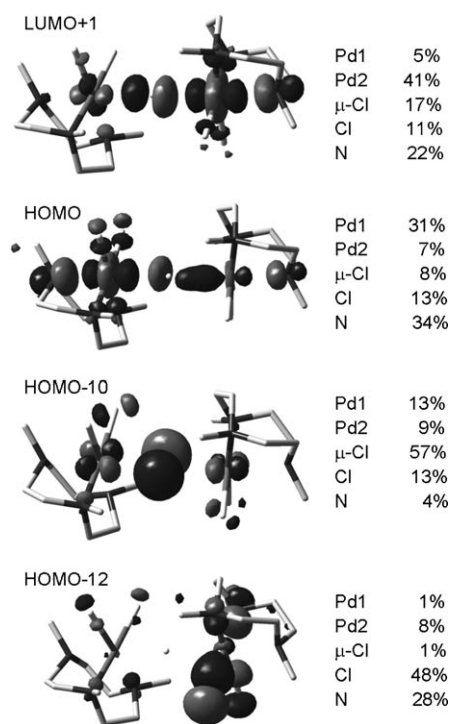 LUMO+1
Pd1 5%
Pd2 41%
μ-Cl 17%
Cl 11%
N 22%
HOMO
Pd1 31%
Pd2 7%
μ-Cl 8%
Cl 13%
N 34%
HOMO-10
Pd1 13%
Pd2 9%
μ-Cl 57%
Cl 13%
N 4%
HOMO-12
Pd1 1%
Pd2 8%
μ-Cl 1%
Cl 48%
N 28%